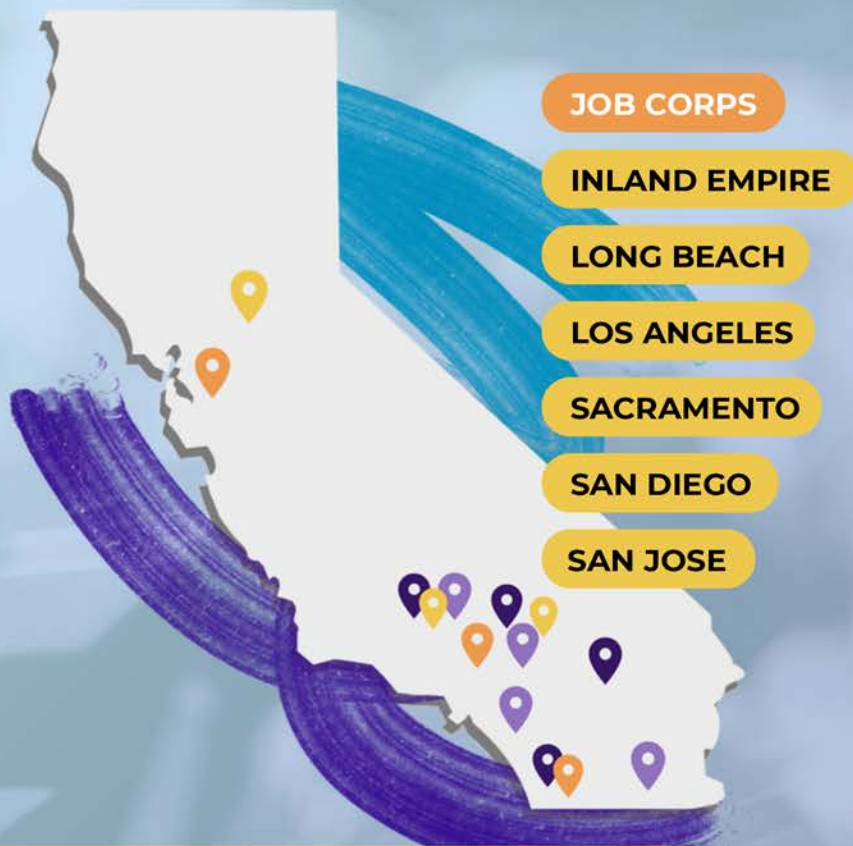 JOB CORPS
INLAND EMPIRE
LONG BEACH
LOS ANGELES
SACRAMENTO
SAN DIEGO
SAN JOSE